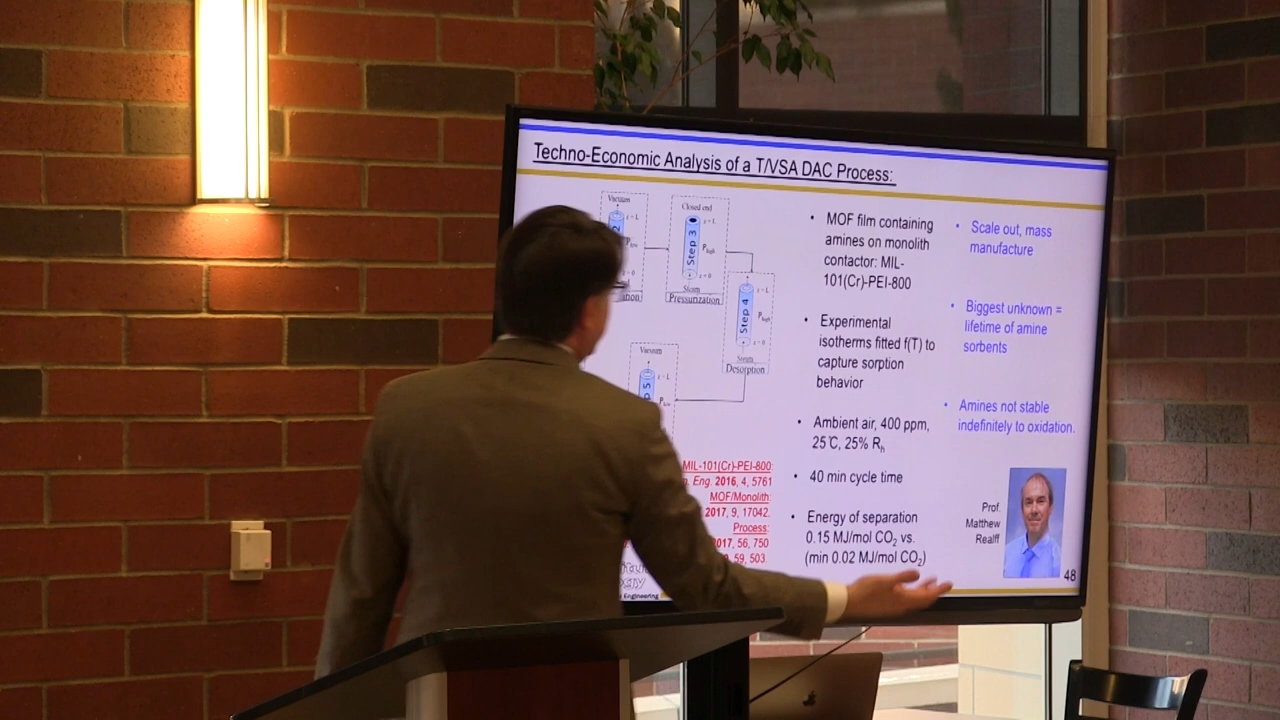 Techno-Economic Analysis of a T/VSA DAC Process:
Vacuum
z = L
Closed end
z = L
Step 3
P high
z = 0
Steam
Pressurization
z = L
Step 4
P high
z = 0
Steam
Desorption
Vacuum
z = L
MOF film containing
amines on monolith
contactor: MIL-
101(Cr)-PEI-800
Experimental
isotherms fitted f(T) to
capture sorption
behavior
Ambient air, 400 ppm,
25℃, 25% Rh
40 min cycle time
Energy of separation
0.15 MJ/mol CO2 vs.
(min 0.02 MJ/mol CO2)
Scale out, mass
manufacture
Biggest unknown =
lifetime of amine
sorbents
Amines not stable
indefinitely to oxidation.
MIL-101(Cr)-PEI-800:
Eng. 2016, 4, 5761
MOF/Monolith:
2017, 9, 17042.
Process:
56, 750
59, 503.
Engineering
Prof.
Matthew
Realff
48